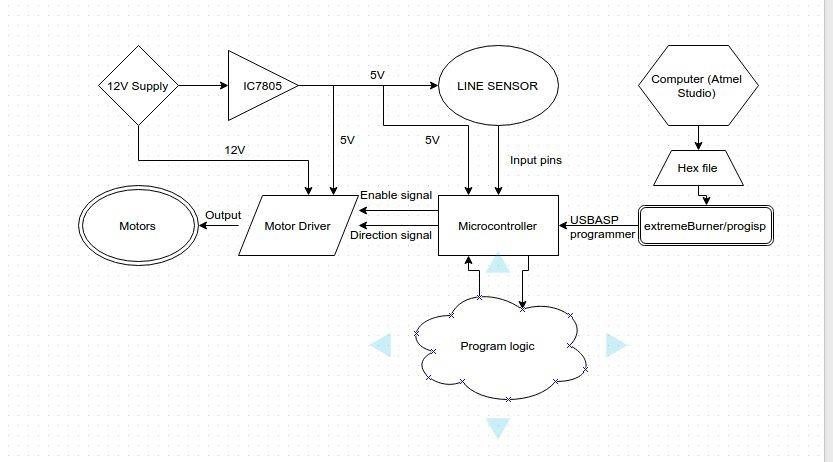 12V Supply
IC7805
5V
LINE SENSOR
Computer (Atmel
Studio)
12V
5V
5V
Input pins
Hex file
Motors
Output
Motor Driver
Enable signal
Direction signal
Microcontroller
USBASP
programmer
extremeBurner/progisp
Program logic